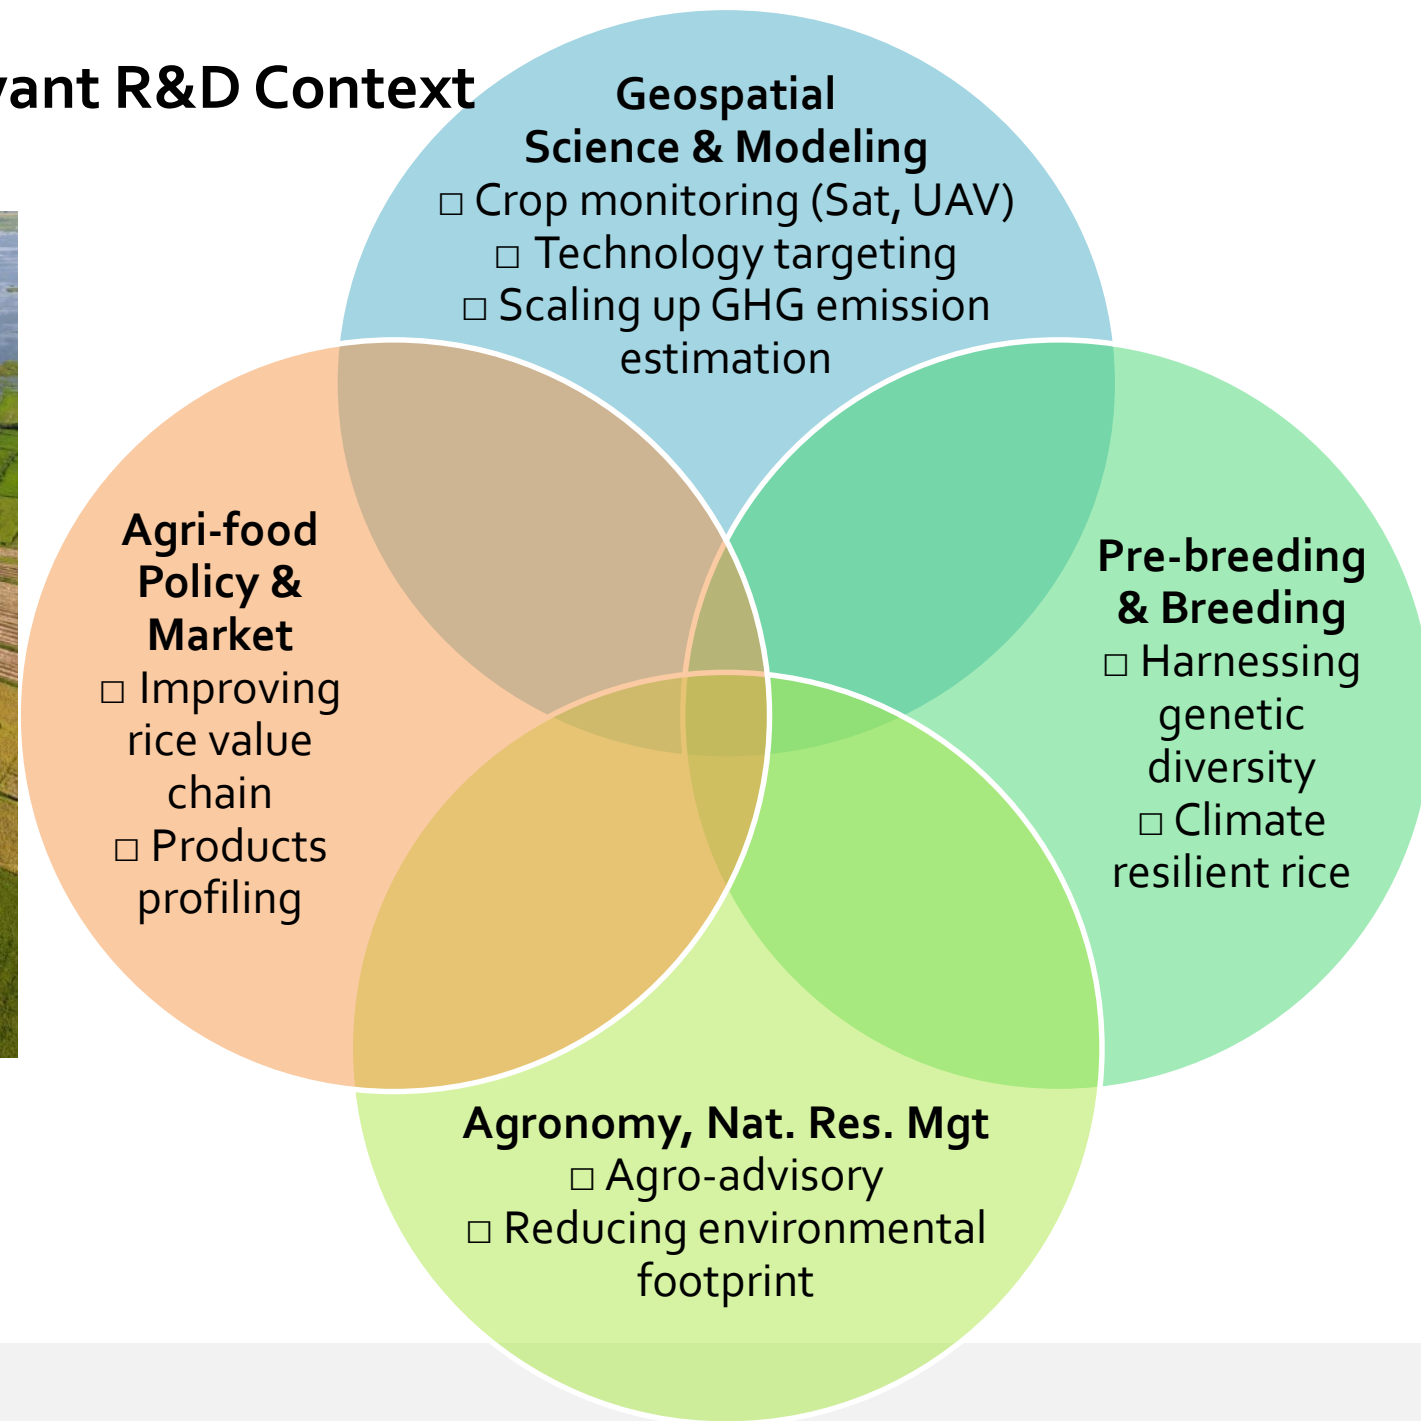 R&D Context
Geospatial
Science & Modeling
□ Crop monitoring (Sat, UAV)
□ Technology targeting
□ Scaling up GHG emission
estimation
Agri-food
Policy &
Market
□ Improving
rice value
chain
□ Products
profiling
Pre-breeding
& Breeding
□ Harnessing
genetic
diversity
□ Climate
resilient rice
Agronomy, Nat. Res. Mgt
□ Agro-advisory
□ Reducing environmental
footprint